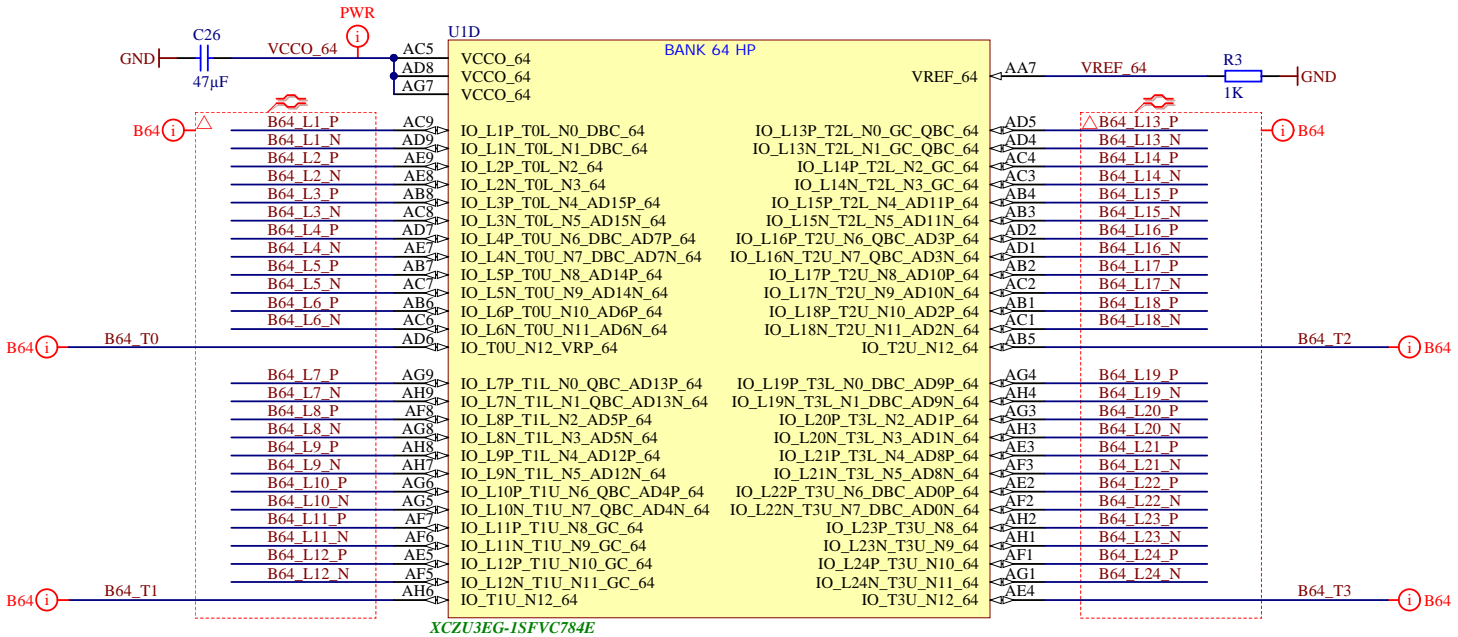 PWR
i
C26
U1D
BANK 64 HP
GND
VCCO_64
AC5
VCCO_64
47µF
AD8
VCCO_64
AG7
VCCO_64
VREF_64
AA7
VREF_64
R3
GND
1K
B64 i
B64_L1_P AC9 IO_L1P_T0L_N0_DBC_64
B64_L1_N AD9 IO_L1N_T0L_N1_DBC_64
B64_L2_P AE9 IO_L2P_T0L_N2_64
B64_L2_N AE8 IO_L2N_T0L_N3_64
B64_L3_P AB8 IO_L3P_T0L_N4_AD15P_64
B64_L3_N AC8 IO_L3N_T0L_N5_AD15N_64
B64_L4_P AD7 IO_L4P_T0U_N6_DBC_AD7P_64
B64_L4_N AE7 IO_L4N_T0U_N7_DBC_AD7N_64
B64_L5_P AB7 IO_L5P_T0U_N8_AD14P_64
B64_L5_N AC7 IO_L5N_T0U_N9_AD14N_64
B64_L6_P AB6 IO_L6P_T0U_N10_AD6P_64
B64_L6_N AC6 IO_L6N_T0U_N11_AD6N_64
B64 i B64_T0 AD6 IO_T0U_N12_VRP_64
B64_L7_P AG9 IO_L7P_T1L_N0_QBC_AD13P_64
B64_L7_N AH9 IO_L7N_T1L_N1_QBC_AD13N_64
B64_L8_P AF8 IO_L8P_T1L_N2_AD5P_64
B64_L8_N AG8 IO_L8N_T1L_N3_AD5N_64
B64_L9_P AH8 IO_L9P_T1L_N4_AD12P_64
B64_L9_N AH7 IO_L9N_T1L_N5_AD12N_64
B64_L10_P AG6 IO_L10P_T1U_N6_QBC_AD4P_64
B64_L10_N AG5 IO_L10N_T1U_N7_QBC_AD4N_64
B64_L11_P AF7 IO_L11P_T1U_N8_GC_64
B64_L11_N AF6 IO_L11N_T1U_N9_GC_64
B64_L12_P AE5 IO_L12P_T1U_N10_GC_64
B64_L12_N AF5 IO_L12N_T1U_N11_GC_64
B64 i B64_T1 AH6 IO_T1U_N12_64
IO_L13P_T2L_N0_GC_QBC_64 AD5 B64_L13_P
i B64
IO_L13N_T2L_N1_GC_QBC_64 AD4 B64_L13_N
IO_L14P_T2L_N2_GC_64 AC4 B64_L14_P
IO_L14N_T2L_N3_GC_64 AC3 B64_L14_N
IO_L15P_T2L_N4_AD11P_64 AB4 B64_L15_P
IO_L15N_T2L_N5_AD11N_64 AB3 B64_L15_N
IO_L16P_T2U_N6_QBC_AD3P_64 AD2 B64_L16_P
IO_L16N_T2U_N7_QBC_AD3N_64 AD1 B64_L16_N
IO_L17P_T2U_N8_AD10P_64 AB2 B64_L17_P
IO_L17N_T2U_N9_AD10N_64 AC2 B64_L17_N
IO_L18P_T2U_N10_AD2P_64 AB1 B64_L18_P
IO_L18N_T2U_N11_AD2N_64 AC1 B64_L18_N
IO_T2U_N12_64 AB5 B64_T2 i B64
IO_L19P_T3L_N0_DBC_AD9P_64 AG4 B64_L19_P
IO_L19N_T3L_N1_DBC_AD9N_64 AH4 B64_L19_N
IO_L20P_T3L_N2_AD1P_64 AG3 B64_L20_P
IO_L20N_T3L_N3_AD1N_64 AH3 B64_L20_N
IO_L21P_T3L_N4_AD8P_64 AE3 B64_L21_P
IO_L21N_T3L_N5_AD8N_64 AF3 B64_L21_N
IO_L22P_T3U_N6_DBC_AD0P_64 AE2 B64_L22_P
IO_L22N_T3U_N7_DBC_AD0N_64 AF2 B64_L22_N
IO_L23P_T3U_N8_64 AH2 B64_L23_P
IO_L23N_T3U_N9_64 AH1 B64_L23_N
IO_L24P_T3U_N10_64 AF1 B64_L24_P
IO_L24N_T3U_N11_64 AG1 B64_L24_N
IO_T3U_N12_64 AE4 B64_T3 i B64
XCZU3EG-1SFVC784E